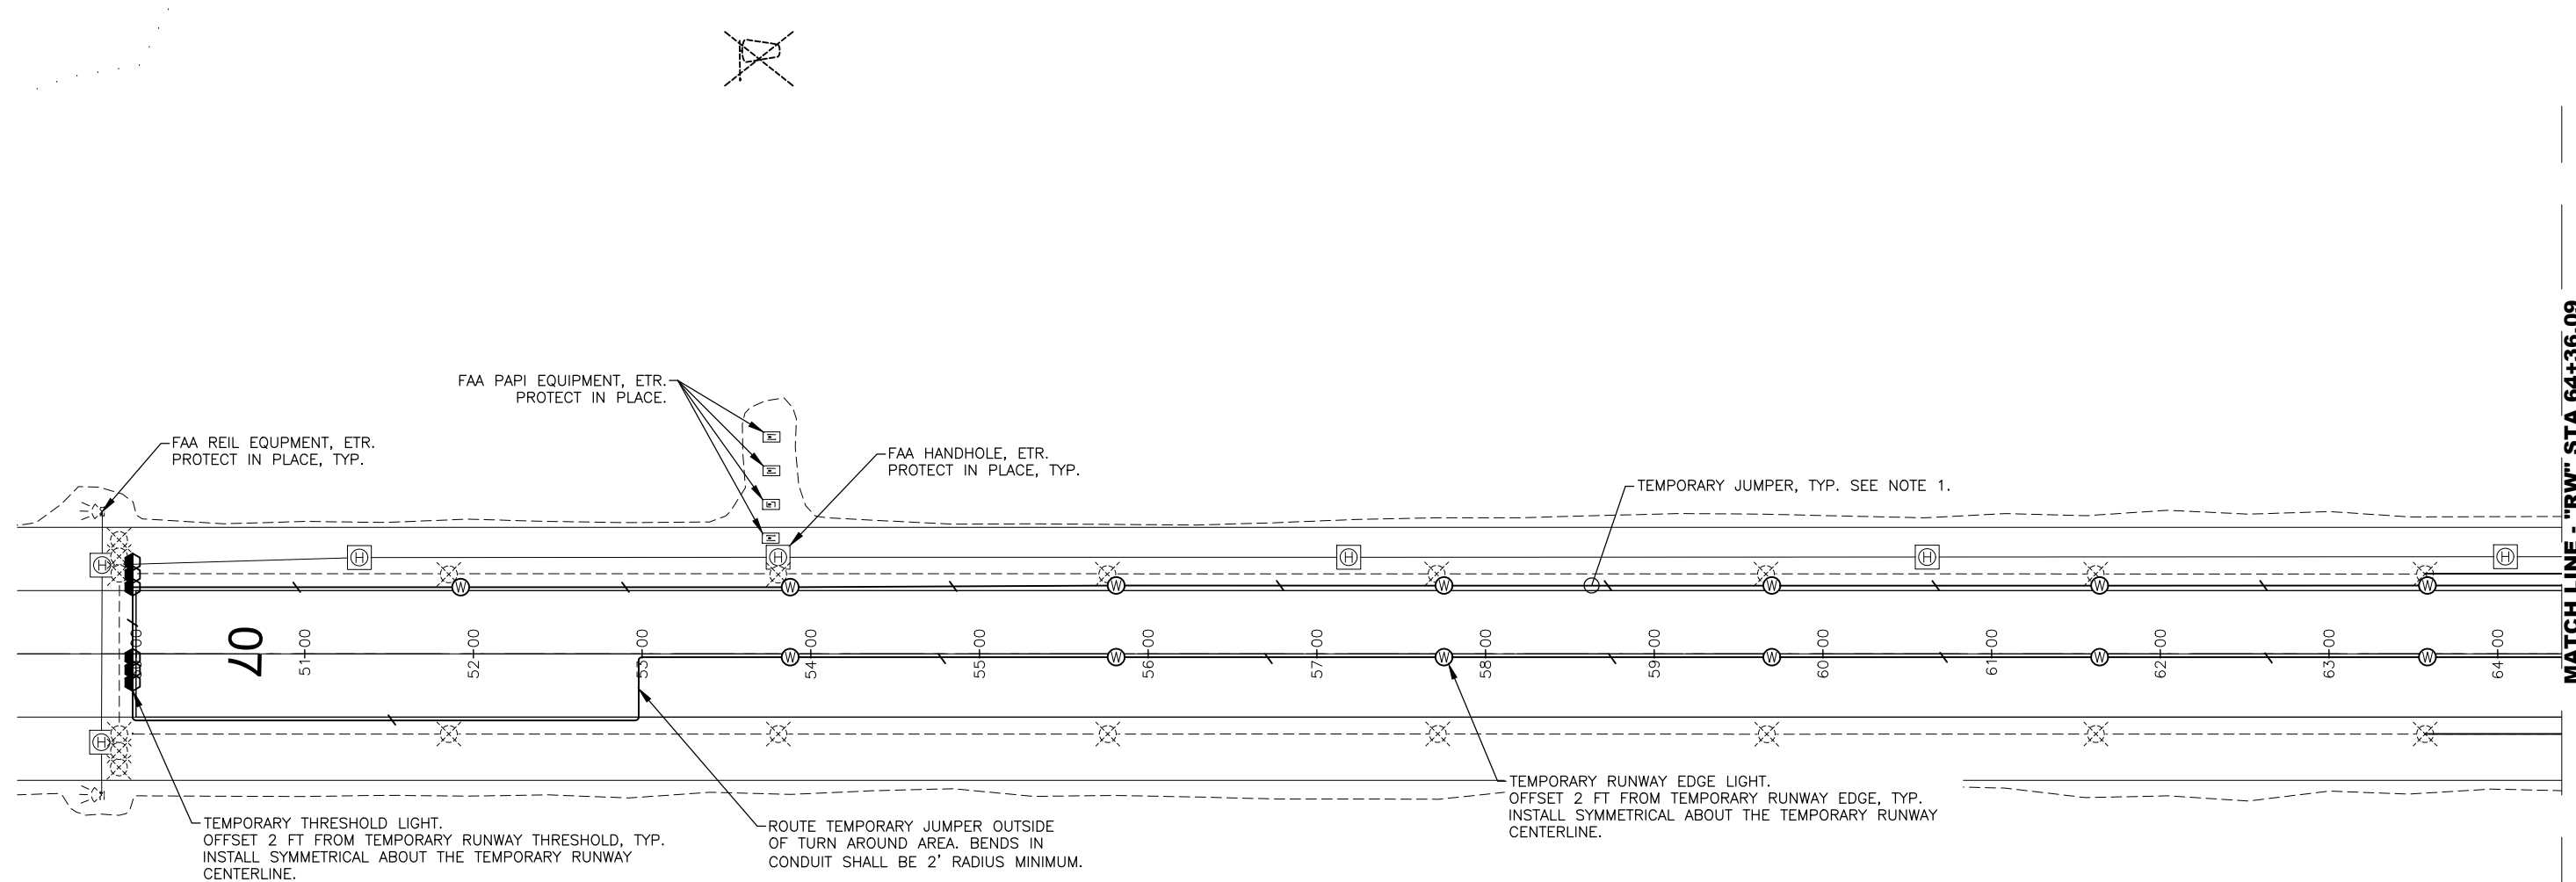 FAA PAPI EQUIPMENT, ETR.
PROTECT IN PLACE.
FAA REIL EQUPMENT, ETR.
PROTECT IN PLACE, TYP.
FAA HANDHOLE, ETR.
PROTECT IN PLACE, TYP.
TEMPORARY JUMPER, TYP. SEE NOTE 1.
MATCH LINE - "RW" STA 64+36.09
H
H
H
H
H
H
W
W
W
W
W
W
W
07
51+00
52+00
53+00
54+00
55+00
56+00
57+00
58+00
59+00
60+00
61+00
62+00
63+00
64+00
W
W
W
W
W
W
H
TEMPORARY RUNWAY EDGE LIGHT.
OFFSET 2 FT FROM TEMPORARY RUNWAY EDGE, TYP.
INSTALL SYMMETRICAL ABOUT THE TEMPORARY RUNWAY
CENTERLINE.
TEMPORARY THRESHOLD LIGHT.
OFFSET 2 FT FROM TEMPORARY RUNWAY THRESHOLD, TYP.
INSTALL SYMMETRICAL ABOUT THE TEMPORARY RUNWAY
CENTERLINE.
ROUTE TEMPORARY JUMPER OUTSIDE
OF TURN AROUND AREA. BENDS IN
CONDUIT SHALL BE 2' RADIUS MINIMUM.